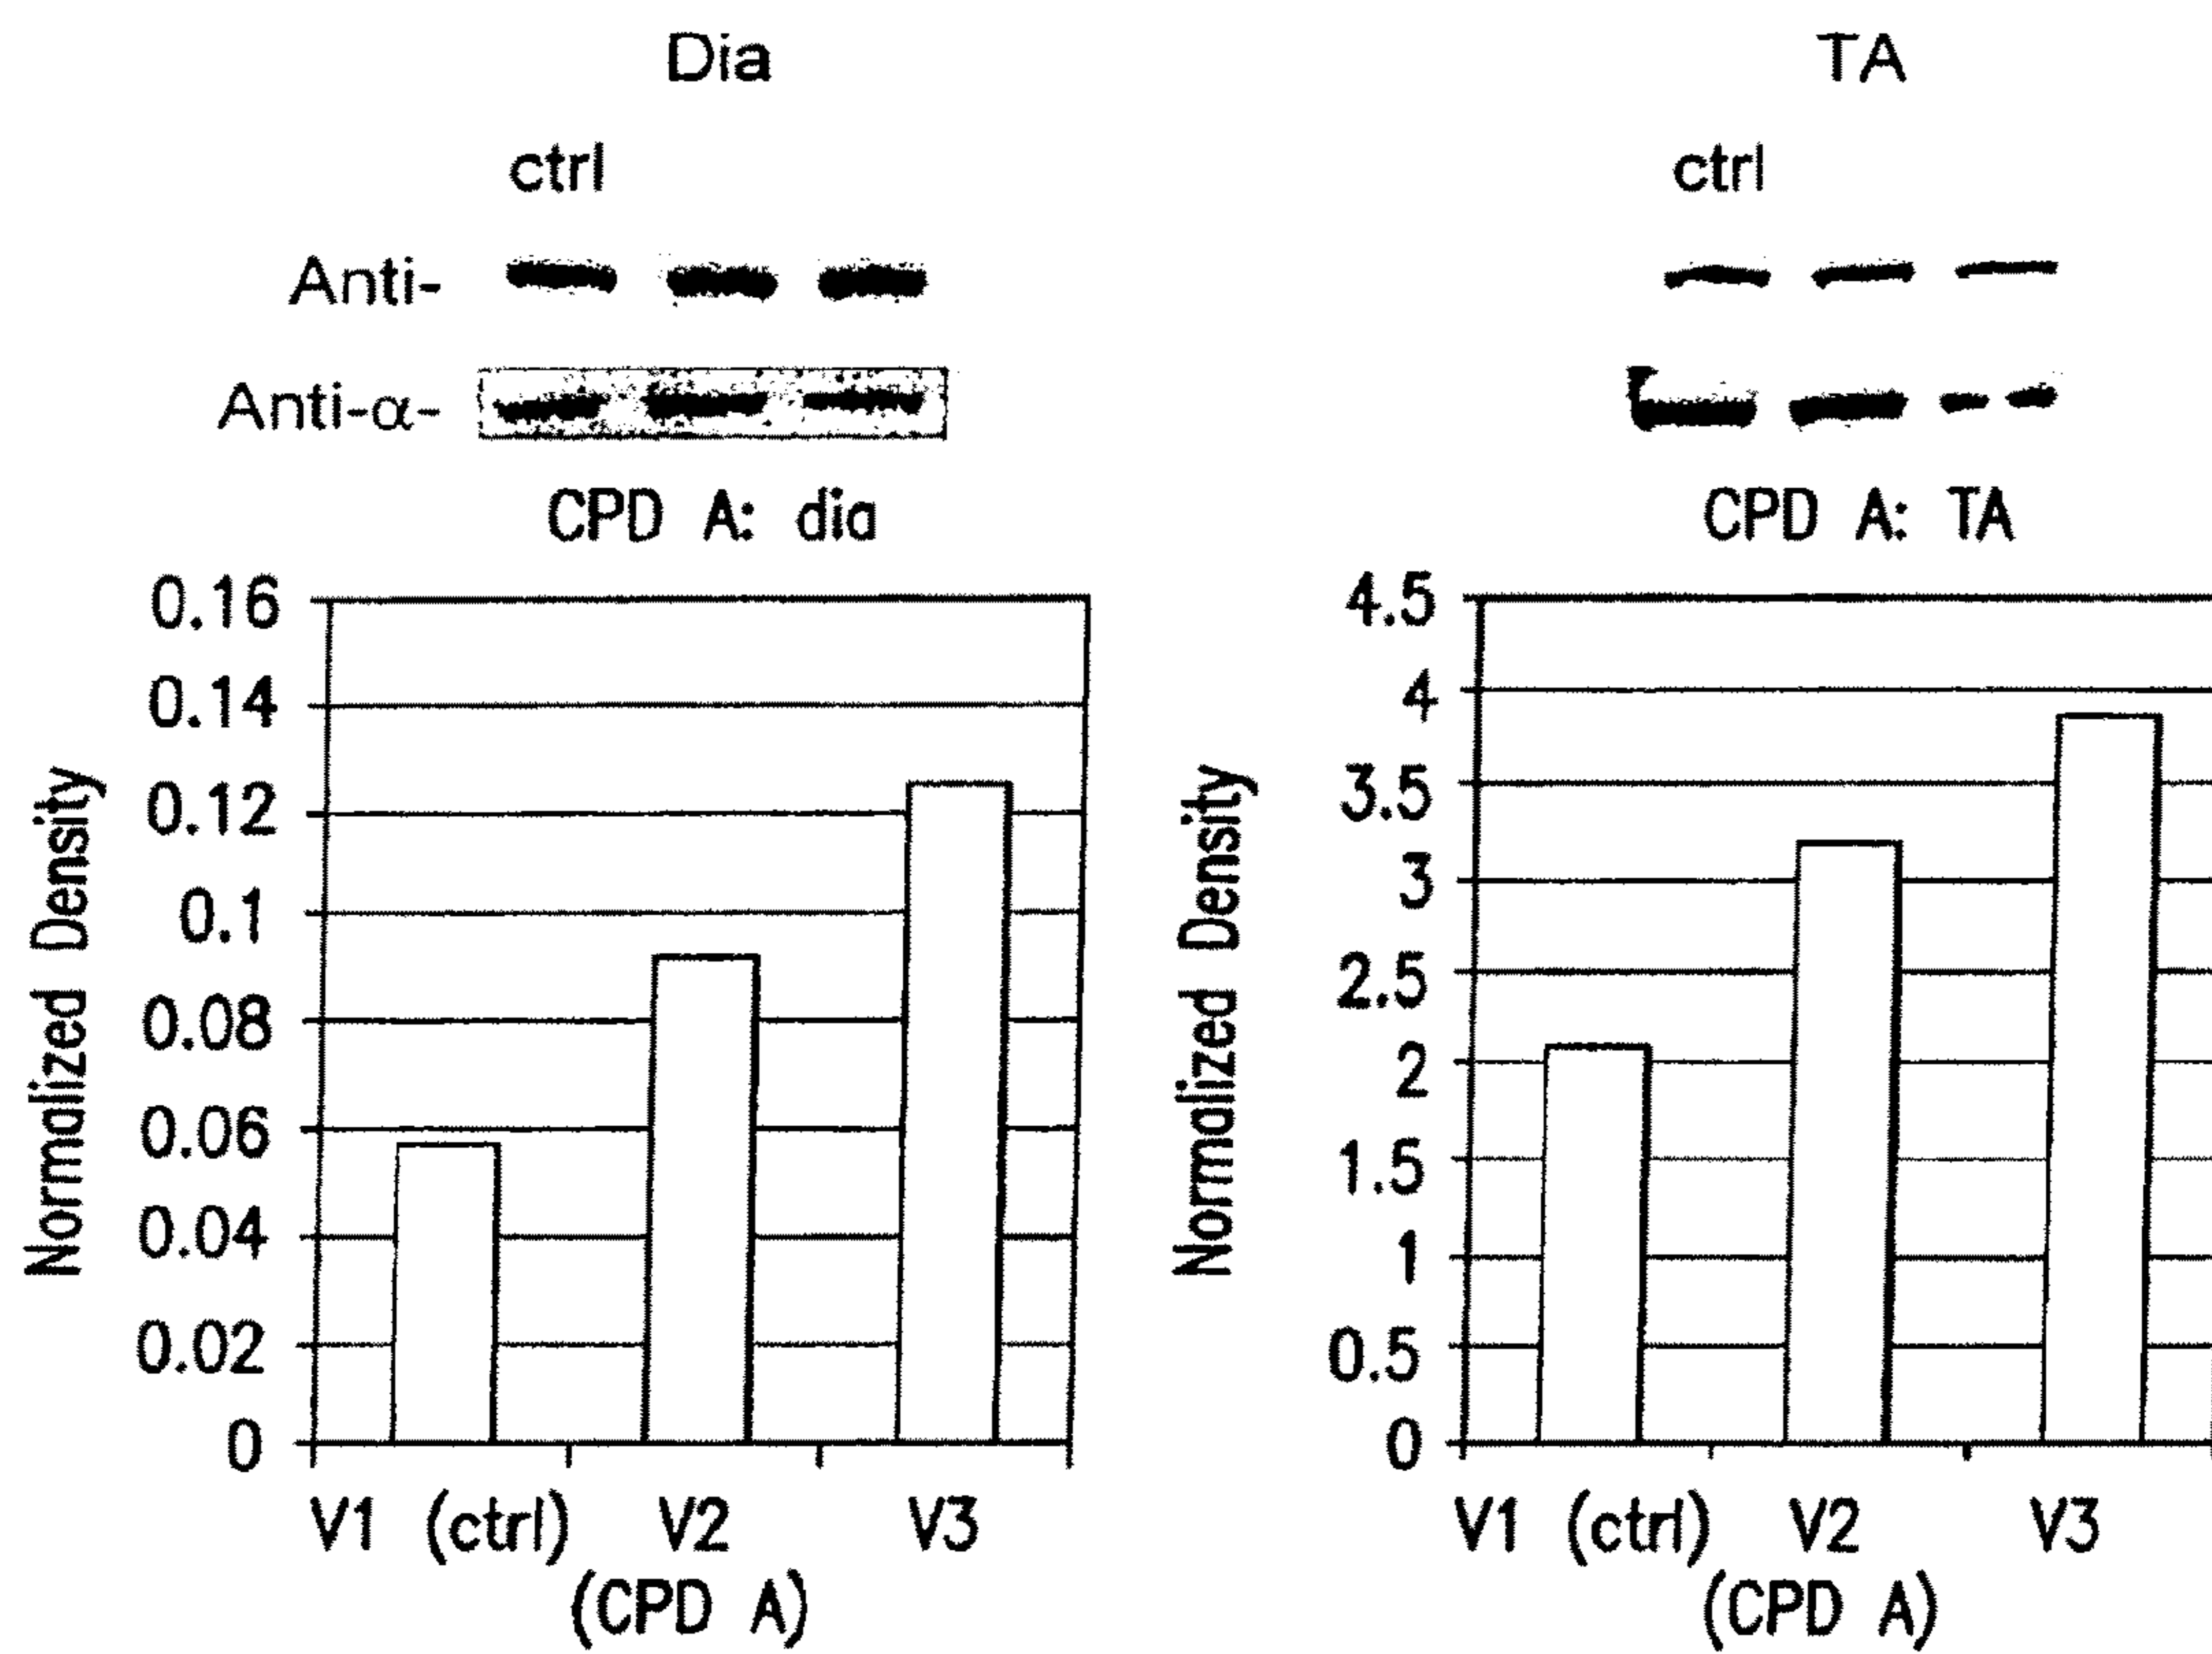 Dia
ctrl
Anti-
Anti-α-
CPD A: dia
Normalized Density
0.16
0.14
0.12
0.1
0.08
0.06
0.04
0.02
0
V1 (ctrl) V2 V3
(CPD A)
TA
ctrl
CPD A: TA
Normalized Density
4.5
4
3.5
3
2.5
2
1.5
1
0.5
0
V1 (ctrl) V2 V3
(CPD A)